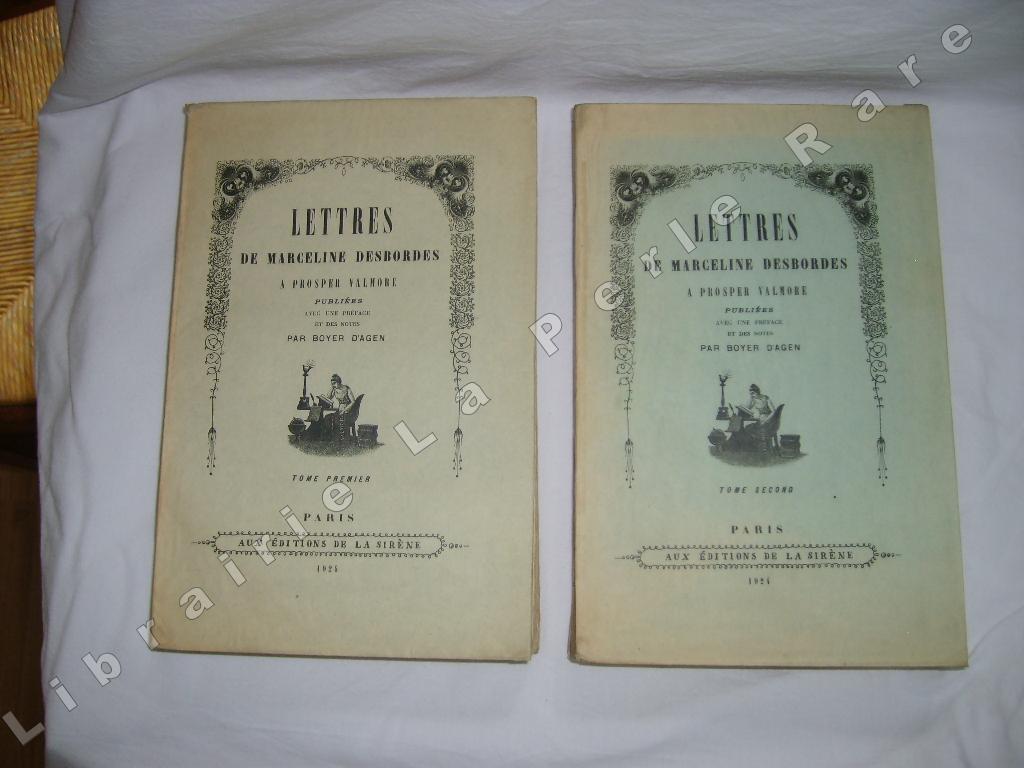 LETTRES
DE MARCELINE DESBORDES
A PROSPER VALMORE
PUBLIÉES
AVEC UNE PRÉFACE
ET DES NOTES
PAR BOYER D'AGEN
TOME PREMIER
PARIS
AUX ÉDITIONS DE LA SIRÈNE
1924
LETTRES
DE MARCELINE DESBORDES
A PROSPER VALMORE
PUBLIÉES
AVEC UNE PRÉFACE
ET DES NOTES
PAR BOYER D'AGEN
TOME SECOND
PARIS
AUX ÉDITIONS DE LA SIRÈNE
1924
Librairie La Perle Rare